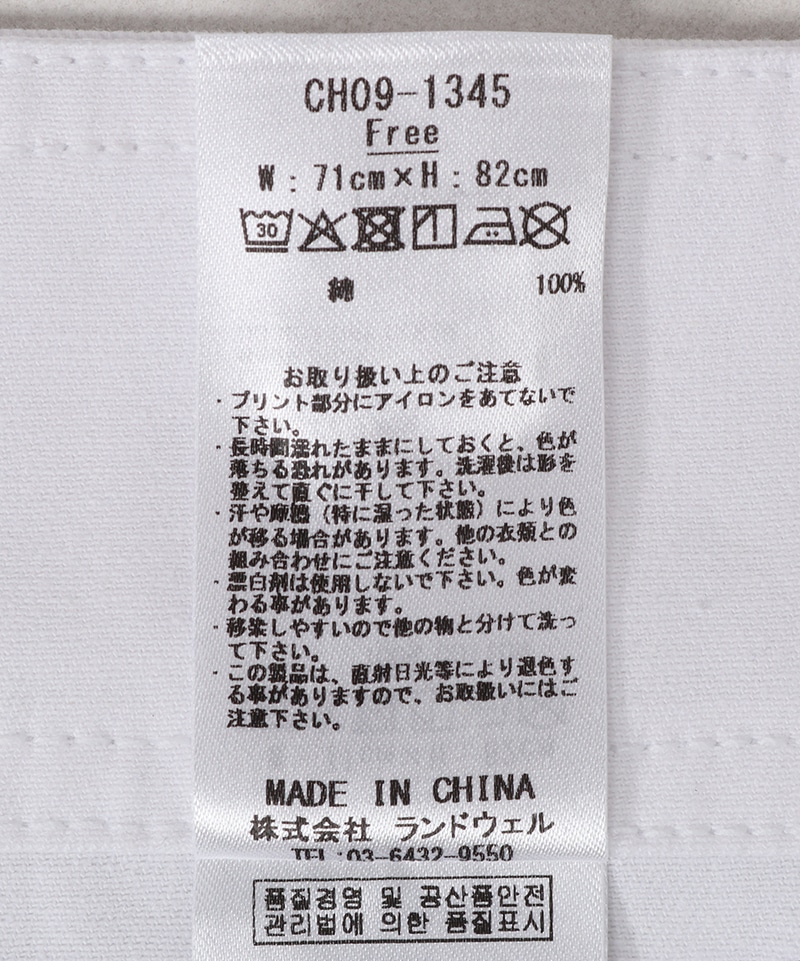 CH09-1345
Free
W : 71cm×H : 82cm
30
綿 100%
お取り扱い上のご注意
・プリント部分にアイロンをあてないで
下さい。
・長時間濡れたままにしておくと、色が
落ちる恐れがあります。洗濯後は形を
整えて直ぐに干して下さい。
・汗や摩擦（特に湿った状態）により色
が移る場合があります。他の衣類との
組み合わせにご注意ください。
・漂白剤は使用しないで下さい。色が変
わる事があります。
・移染しやすいので他の物と分けて洗っ
て下さい。
・この製品は、直射日光等により退色す
る事がありますので、お取扱いにはご
注意下さい。
MADE IN CHINA
株式会社 ランドウェル
TEL:03-6432-9550
품질경영 및 공산품안전
관리법에 의한 품질표시